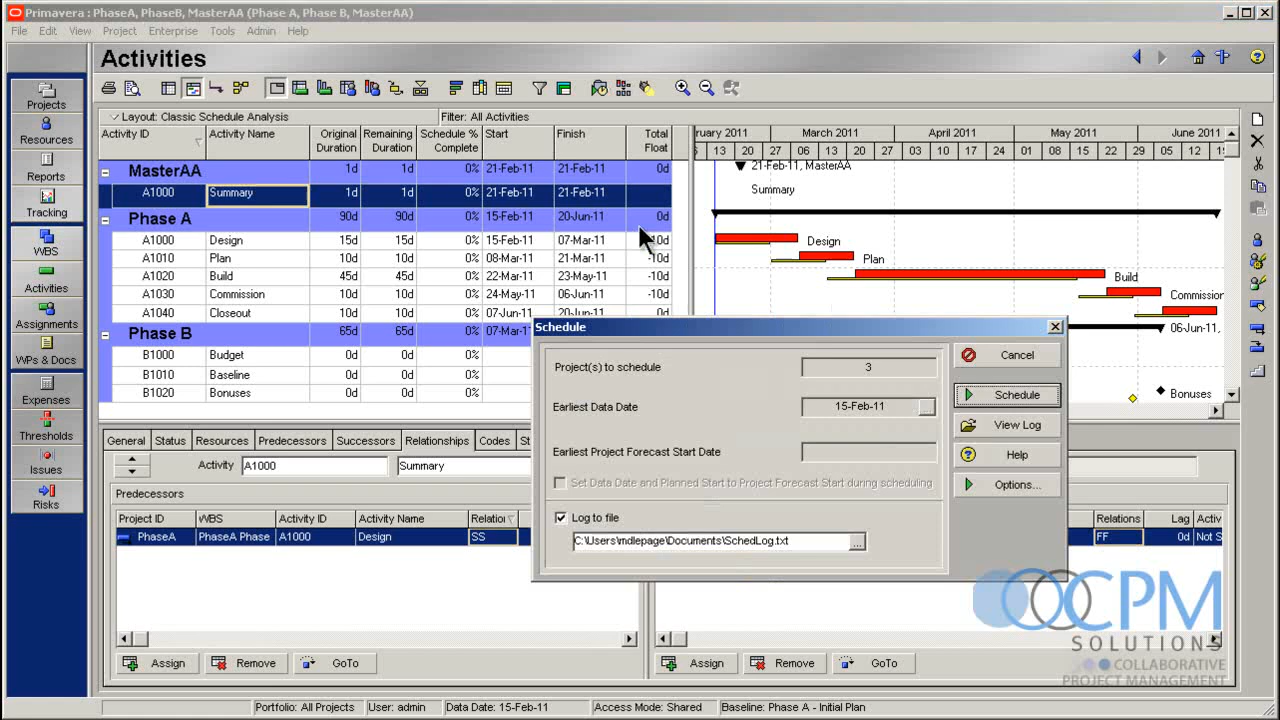 Primavera : PhaseA, PhaseB, MasterAA (Phase A, Phase B, MasterAA)
File Edit View Project Enterprise Tools Admin Help
Activities
Projects
Resources
Reports
Tracking
WBS
Activities
Assignments
WPs & Docs
Expenses
Thresholds
Issues
Risks
Layout: Classic Schedule Analysis Filter: All Activities
Activity ID Activity Name Original Duration Remaining Duration Schedule % Complete Start Finish Total Float
MasterAA 1d 1d 0% 21-Feb-11 21-Feb-11 0d
A1000 Summary 1d 1d 0% 21-Feb-11 21-Feb-11
Phase A 90d 90d 0% 15-Feb-11 20-Jun-11 0d
A1000 Design 15d 15d 0% 15-Feb-11 07-Mar-11 -10d
A1010 Plan 10d 10d 0% 08-Mar-11 21-Mar-11 -10d
A1020 Build 45d 45d 0% 22-Mar-11 23-May-11 -10d
A1030 Commission 10d 10d 0% 24-May-11 06-Jun-11 -10d
A1040 Closeout 10d 10d 0% 07-Jun-11 20-Jun-11 0d
Phase B 65d 65d 0% 07-Mar-11
B1000 Budget 0d 0d 0%
B1010 Baseline 0d 0d 0%
B1020 Bonuses 0d 0d 0%
ruary 2011 March 2011 April 2011 May 2011 June 2011
13 20 27 06 13 20 27 03 10 17 24 01 08 15 22 29 05 12
21-Feb-11, MasterAA
Summary
Design
Plan
Build
Commission
06-Jun-11,
Bonuses
Schedule
Project(s) to schedule 3
Earliest Data Date 15-Feb-11 ...
Earliest Project Forecast Start Date
Set Data Date and Planned Start to Project Forecast Start during scheduling
Log to file
C:\Users\mdlepage\Documents\SchedLog.txt ...
Cancel
Schedule
View Log
Help
Options...
General Status Resources Predecessors Successors Relationships Codes
Activity A1000 Summary
Predecessors
Project ID WBS Activity ID Activity Name Relation
PhaseA PhaseA Phase A1000 Design SS
Relations Lag Activ
FF 0d Not S
Assign Remove GoTo
Assign Remove GoTo
CPM
SOLUTIONS
COLLABORATIVE
PROJECT MANAGEMENT
Portfolio: All Projects User: admin Data Date: 15-Feb-11 Access Mode: Shared Baseline: Phase A - Initial Plan